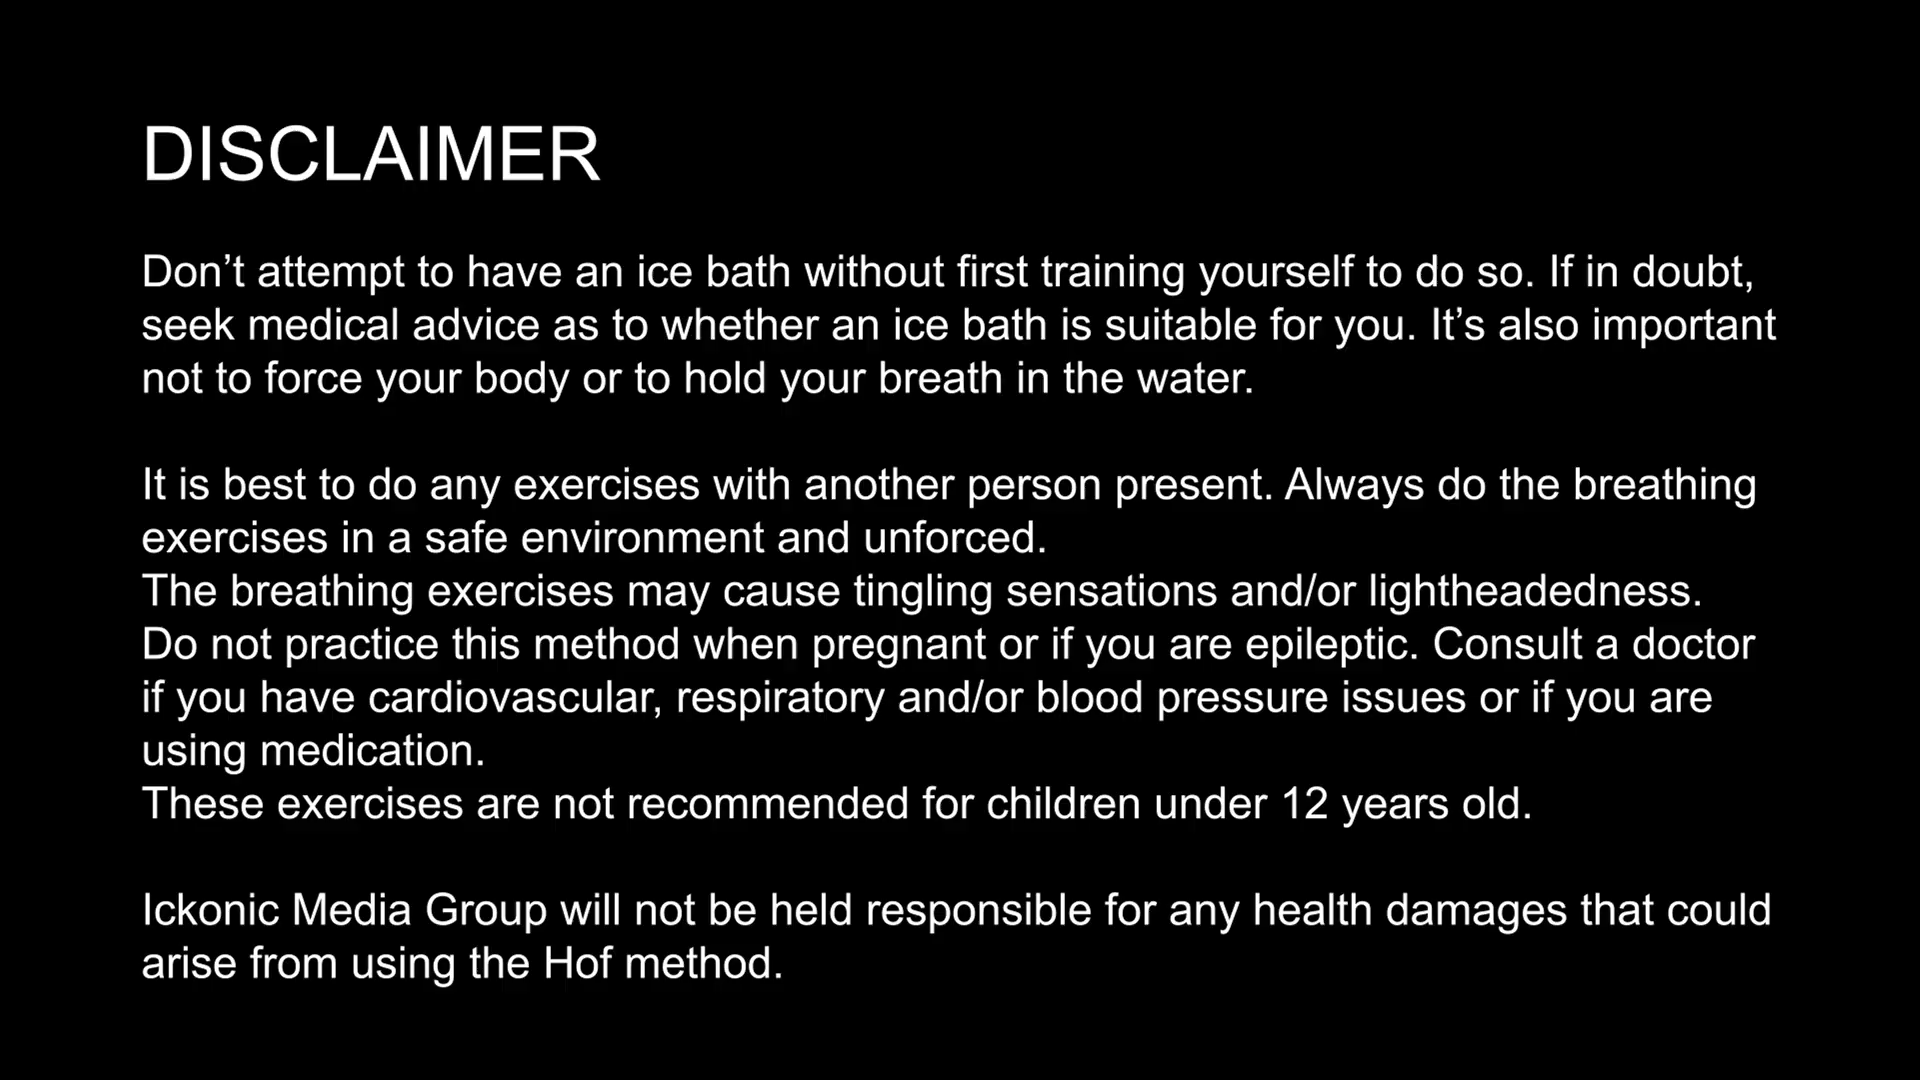 DISCLAIMER
Don’t attempt to have an ice bath without first training yourself to do so. If in doubt,
seek medical advice as to whether an ice bath is suitable for you. It’s also important
not to force your body or to hold your breath in the water.
It is best to do any exercises with another person present. Always do the breathing
exercises in a safe environment and unforced.
The breathing exercises may cause tingling sensations and/or lightheadedness.
Do not practice this method when pregnant or if you are epileptic. Consult a doctor
if you have cardiovascular, respiratory and/or blood pressure issues or if you are
using medication.
These exercises are not recommended for children under 12 years old.
Ickonic Media Group will not be held responsible for any health damages that could
arise from using the Hof method.